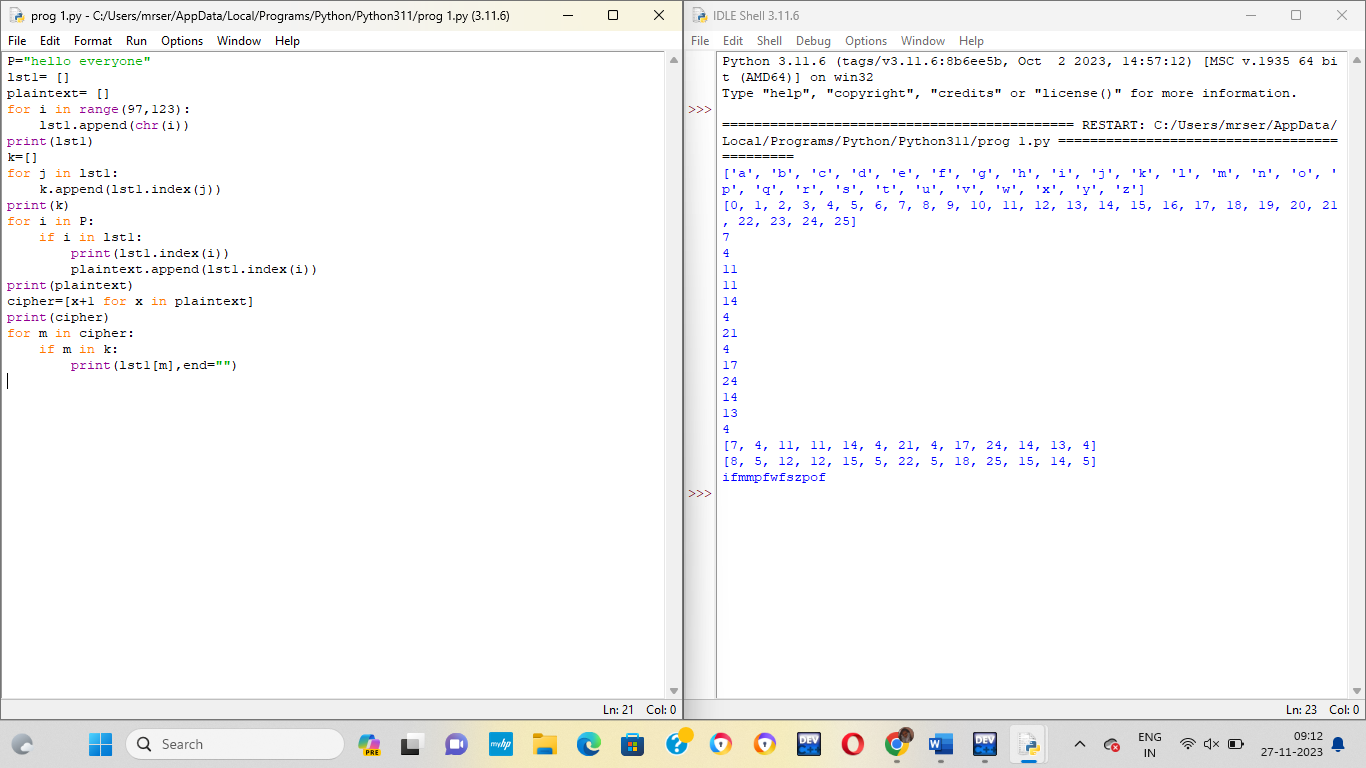 prog 1.py - C:/Users/mrser/AppData/Local/Programs/Python/Python311/prog 1.py (3.11.6)
File Edit Format Run Options Window Help
P="hello everyone"
lst1= []
plaintext= []
for i in range(97,123):
    lst1.append(chr(i))
print(lst1)
k=[]
for j in lst1:
    k.append(lst1.index(j))
print(k)
for i in P:
    if i in lst1:
        print(lst1.index(i))
        plaintext.append(lst1.index(i))
print(plaintext)
cipher=[x+1 for x in plaintext]
print(cipher)
for m in cipher:
    if m in k:
        print(lst1[m],end="")
Ln: 21 Col: 0
IDLE Shell 3.11.6
File Edit Shell Debug Options Window Help
Python 3.11.6 (tags/v3.11.6:8b6ee5b, Oct  2 2023, 14:57:12) [MSC v.1935 64 bi
t (AMD64)] on win32
Type "help", "copyright", "credits" or "license()" for more information.
>>>
============================================ RESTART: C:/Users/mrser/AppData/
Local/Programs/Python/Python311/prog 1.py ===================================
=========
['a', 'b', 'c', 'd', 'e', 'f', 'g', 'h', 'i', 'j', 'k', 'l', 'm', 'n', 'o', '
p', 'q', 'r', 's', 't', 'u', 'v', 'w', 'x', 'y', 'z']
[0, 1, 2, 3, 4, 5, 6, 7, 8, 9, 10, 11, 12, 13, 14, 15, 16, 17, 18, 19, 20, 21
, 22, 23, 24, 25]
7
4
11
11
14
4
21
4
17
24
14
13
4
[7, 4, 11, 11, 14, 4, 21, 4, 17, 24, 14, 13, 4]
[8, 5, 12, 12, 15, 5, 22, 5, 18, 25, 15, 14, 5]
ifmmpfwfszpof
>>>
Ln: 23 Col: 0
Search
PRE
myhp
DEV
W
DEV
ENG
IN
09:12
27-11-2023